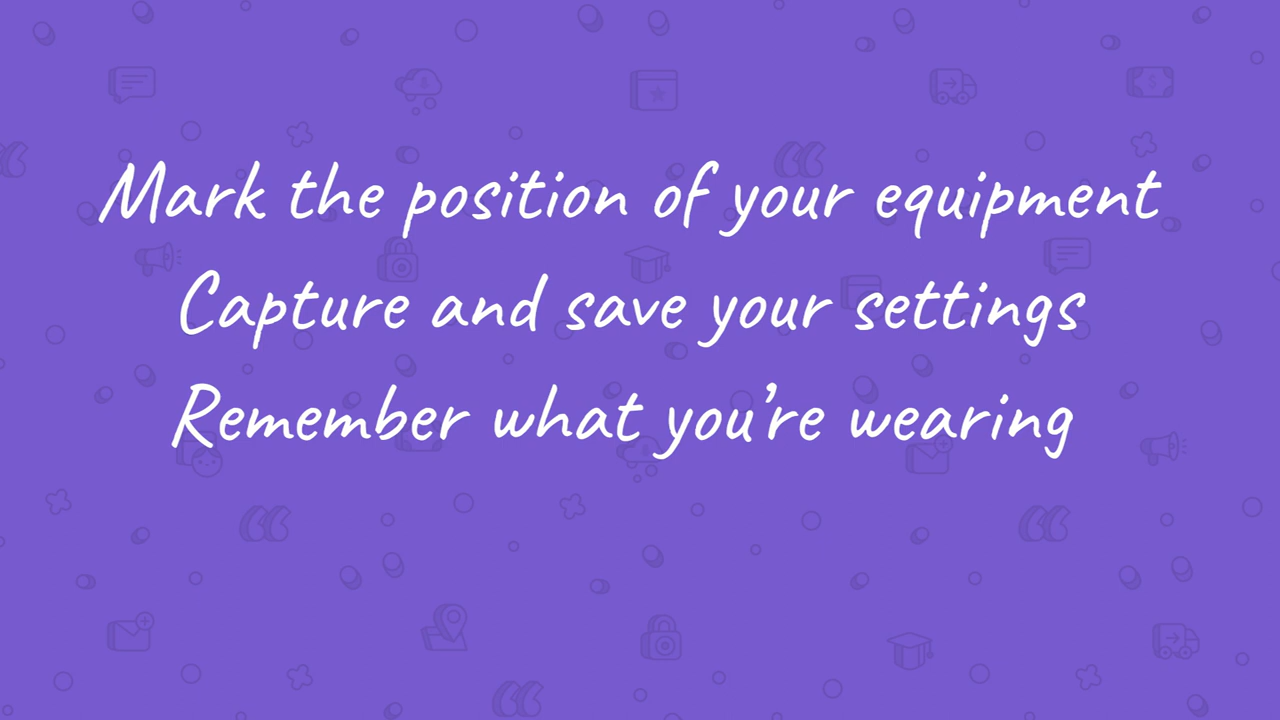 Mark the position of your equipment
Capture and save your settings
Remember what you’re wearing